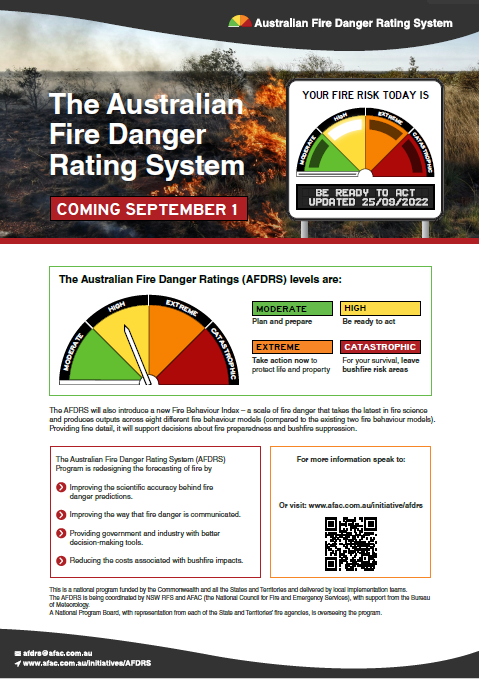 Australian Fire Danger Rating System
The Australian
Fire Danger
Rating System
COMING SEPTEMBER 1
YOUR FIRE RISK TODAY IS
MODERATE
HIGH
EXTREME
CATASTROPHIC
BE READY TO ACT
UPDATED 25/09/2022
The Australian Fire Danger Ratings (AFDRS) levels are:
MODERATE
HIGH
EXTREME
CATASTROPHIC
MODERATE
Plan and prepare
HIGH
Be ready to act
EXTREME
Take action now to
protect life and property
CATASTROPHIC
For your survival, leave
bushfire risk areas
The AFDRS will also introduce a new Fire Behaviour Index – a scale of fire danger that takes the latest in fire science
and produces outputs across eight different fire behaviour models (compared to the existing two fire behaviour models).
Providing fine detail, it will support decisions about fire preparedness and bushfire suppression.
The Australian Fire Danger Rating System (AFDRS)
Program is redesigning the forecasting of fire by
Improving the scientific accuracy behind fire
danger predictions.
Improving the way that fire danger is communicated.
Providing government and industry with better
decision-making tools.
Reducing the costs associated with bushfire impacts.
For more information speak to:
Or visit: www.afac.com.au/initiative/afdrs
This is a national program funded by the Commonwealth and all the States and Territories and delivered by local implementation teams.
The AFDRS is being coordinated by NSW RFS and AFAC (the National Council for Fire and Emergency Services), with support from the Bureau
of Meteorology.
A National Program Board, with representation from each of the State and Territories' fire agencies, is overseeing the program.
afdrs@afac.com.au
www.afac.com.au/initiatives/AFDRS